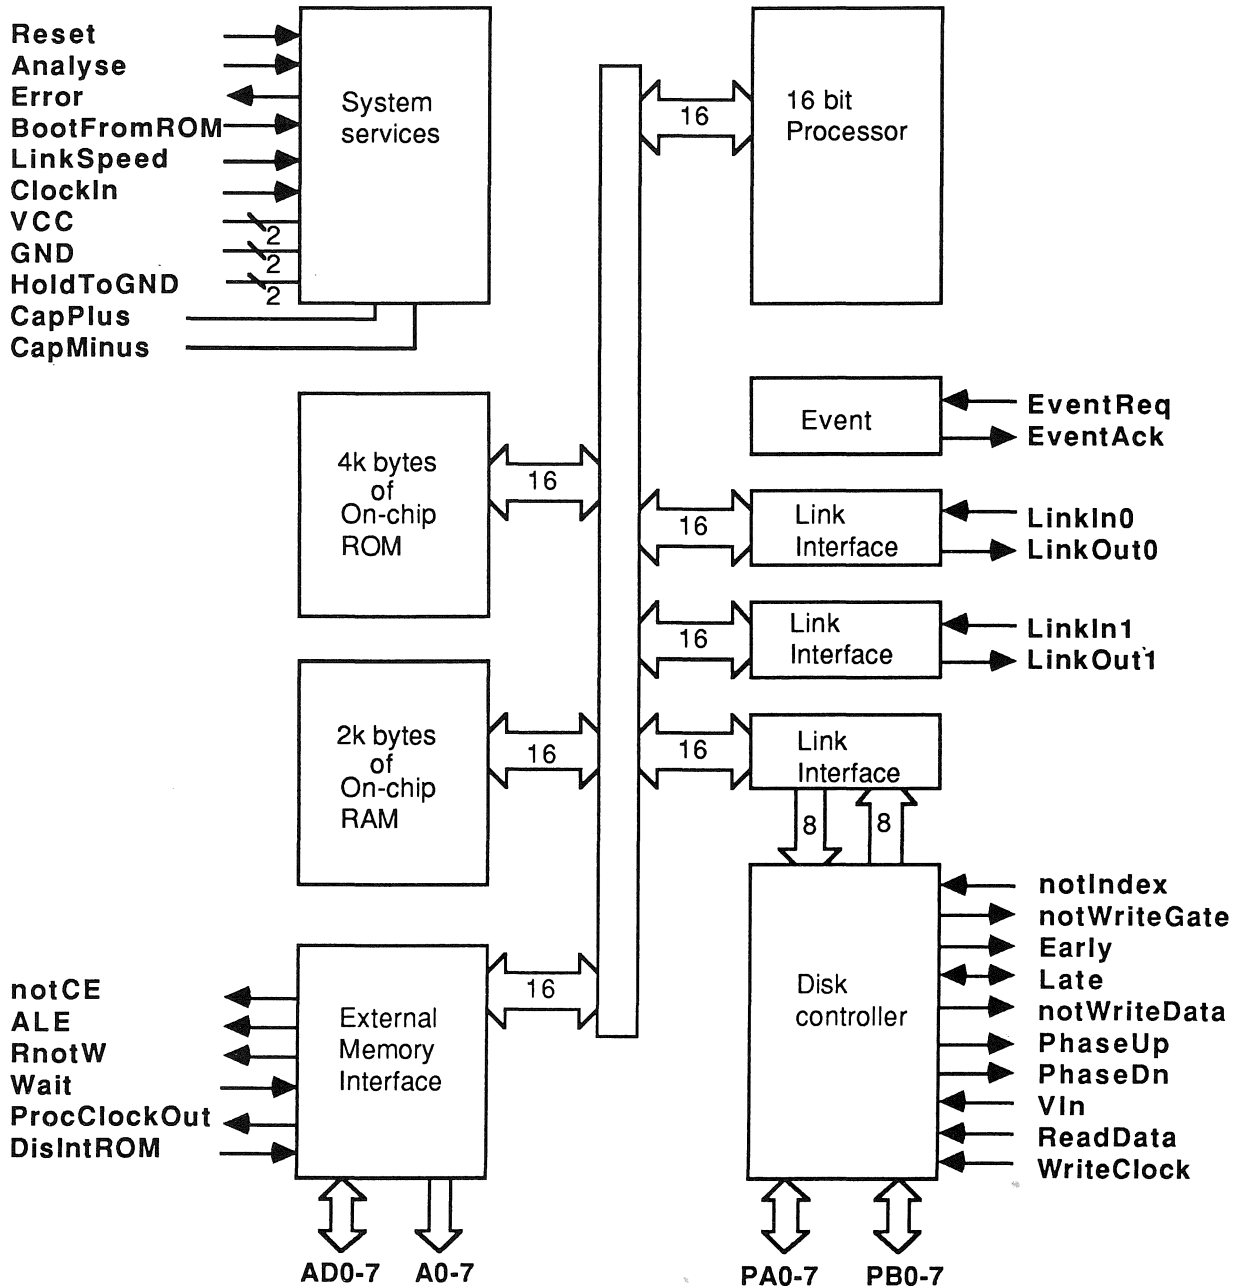 Reset
Analyse
Error
BootFromROM
LinkSpeed
ClockIn
VCC
2
GND
2
HoldToGND
2
CapPlus
CapMinus
System
services
16
16 bit
Processor
Event
EventReq
EventAck
4k bytes
of
On-chip
ROM
16
16
Link
Interface
LinkIn0
LinkOut0
16
Link
Interface
LinkIn1
LinkOut1
2k bytes
of
On-chip
RAM
16
16
Link
Interface
8
8
notCE
ALE
RnotW
Wait
ProcClockOut
DisIntROM
External
Memory
Interface
16
Disk
controller
notIndex
notWriteGate
Early
Late
notWriteData
PhaseUp
PhaseDn
VIn
ReadData
WriteClock
AD0-7
A0-7
PA0-7
PB0-7